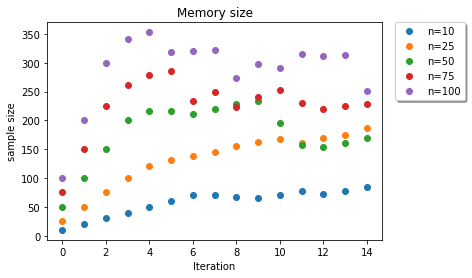 Memory size
n=10
n=25
n=50
n=75
n=100
350
300
250
200
150
100
50
0
sample size
0 2 4 6 8 10 12 14
Iteration